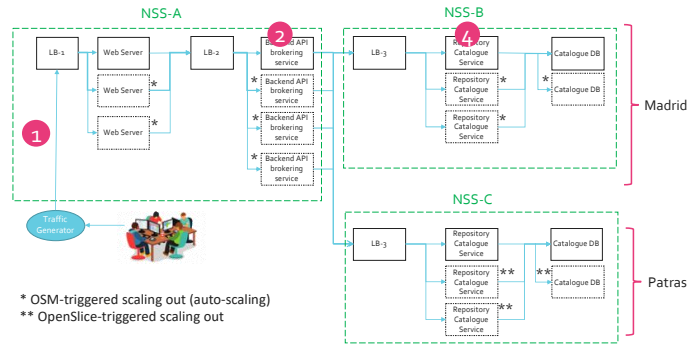 NSS-A
NSS-B
LB-1
Web Server
LB-2
2
Backend API
brokering
service
LB-3
4
Repository
Catalogue
Service
Catalogue DB
Web Server
*
*
Backend API
brokering
service
Repository
Catalogue
Service
*
*
Catalogue DB
Web Server
*
*
Backend API
brokering
service
Repository
Catalogue
Service
*
Madrid
1
*
Backend API
brokering
service
NSS-C
Traffic
Generator
LB-3
Repository
Catalogue
Service
Catalogue DB
Repository
Catalogue
Service
**
**
Catalogue DB
Patras
Repository
Catalogue
Service
**
* OSM-triggered scaling out (auto-scaling)
** OpenSlice-triggered scaling out